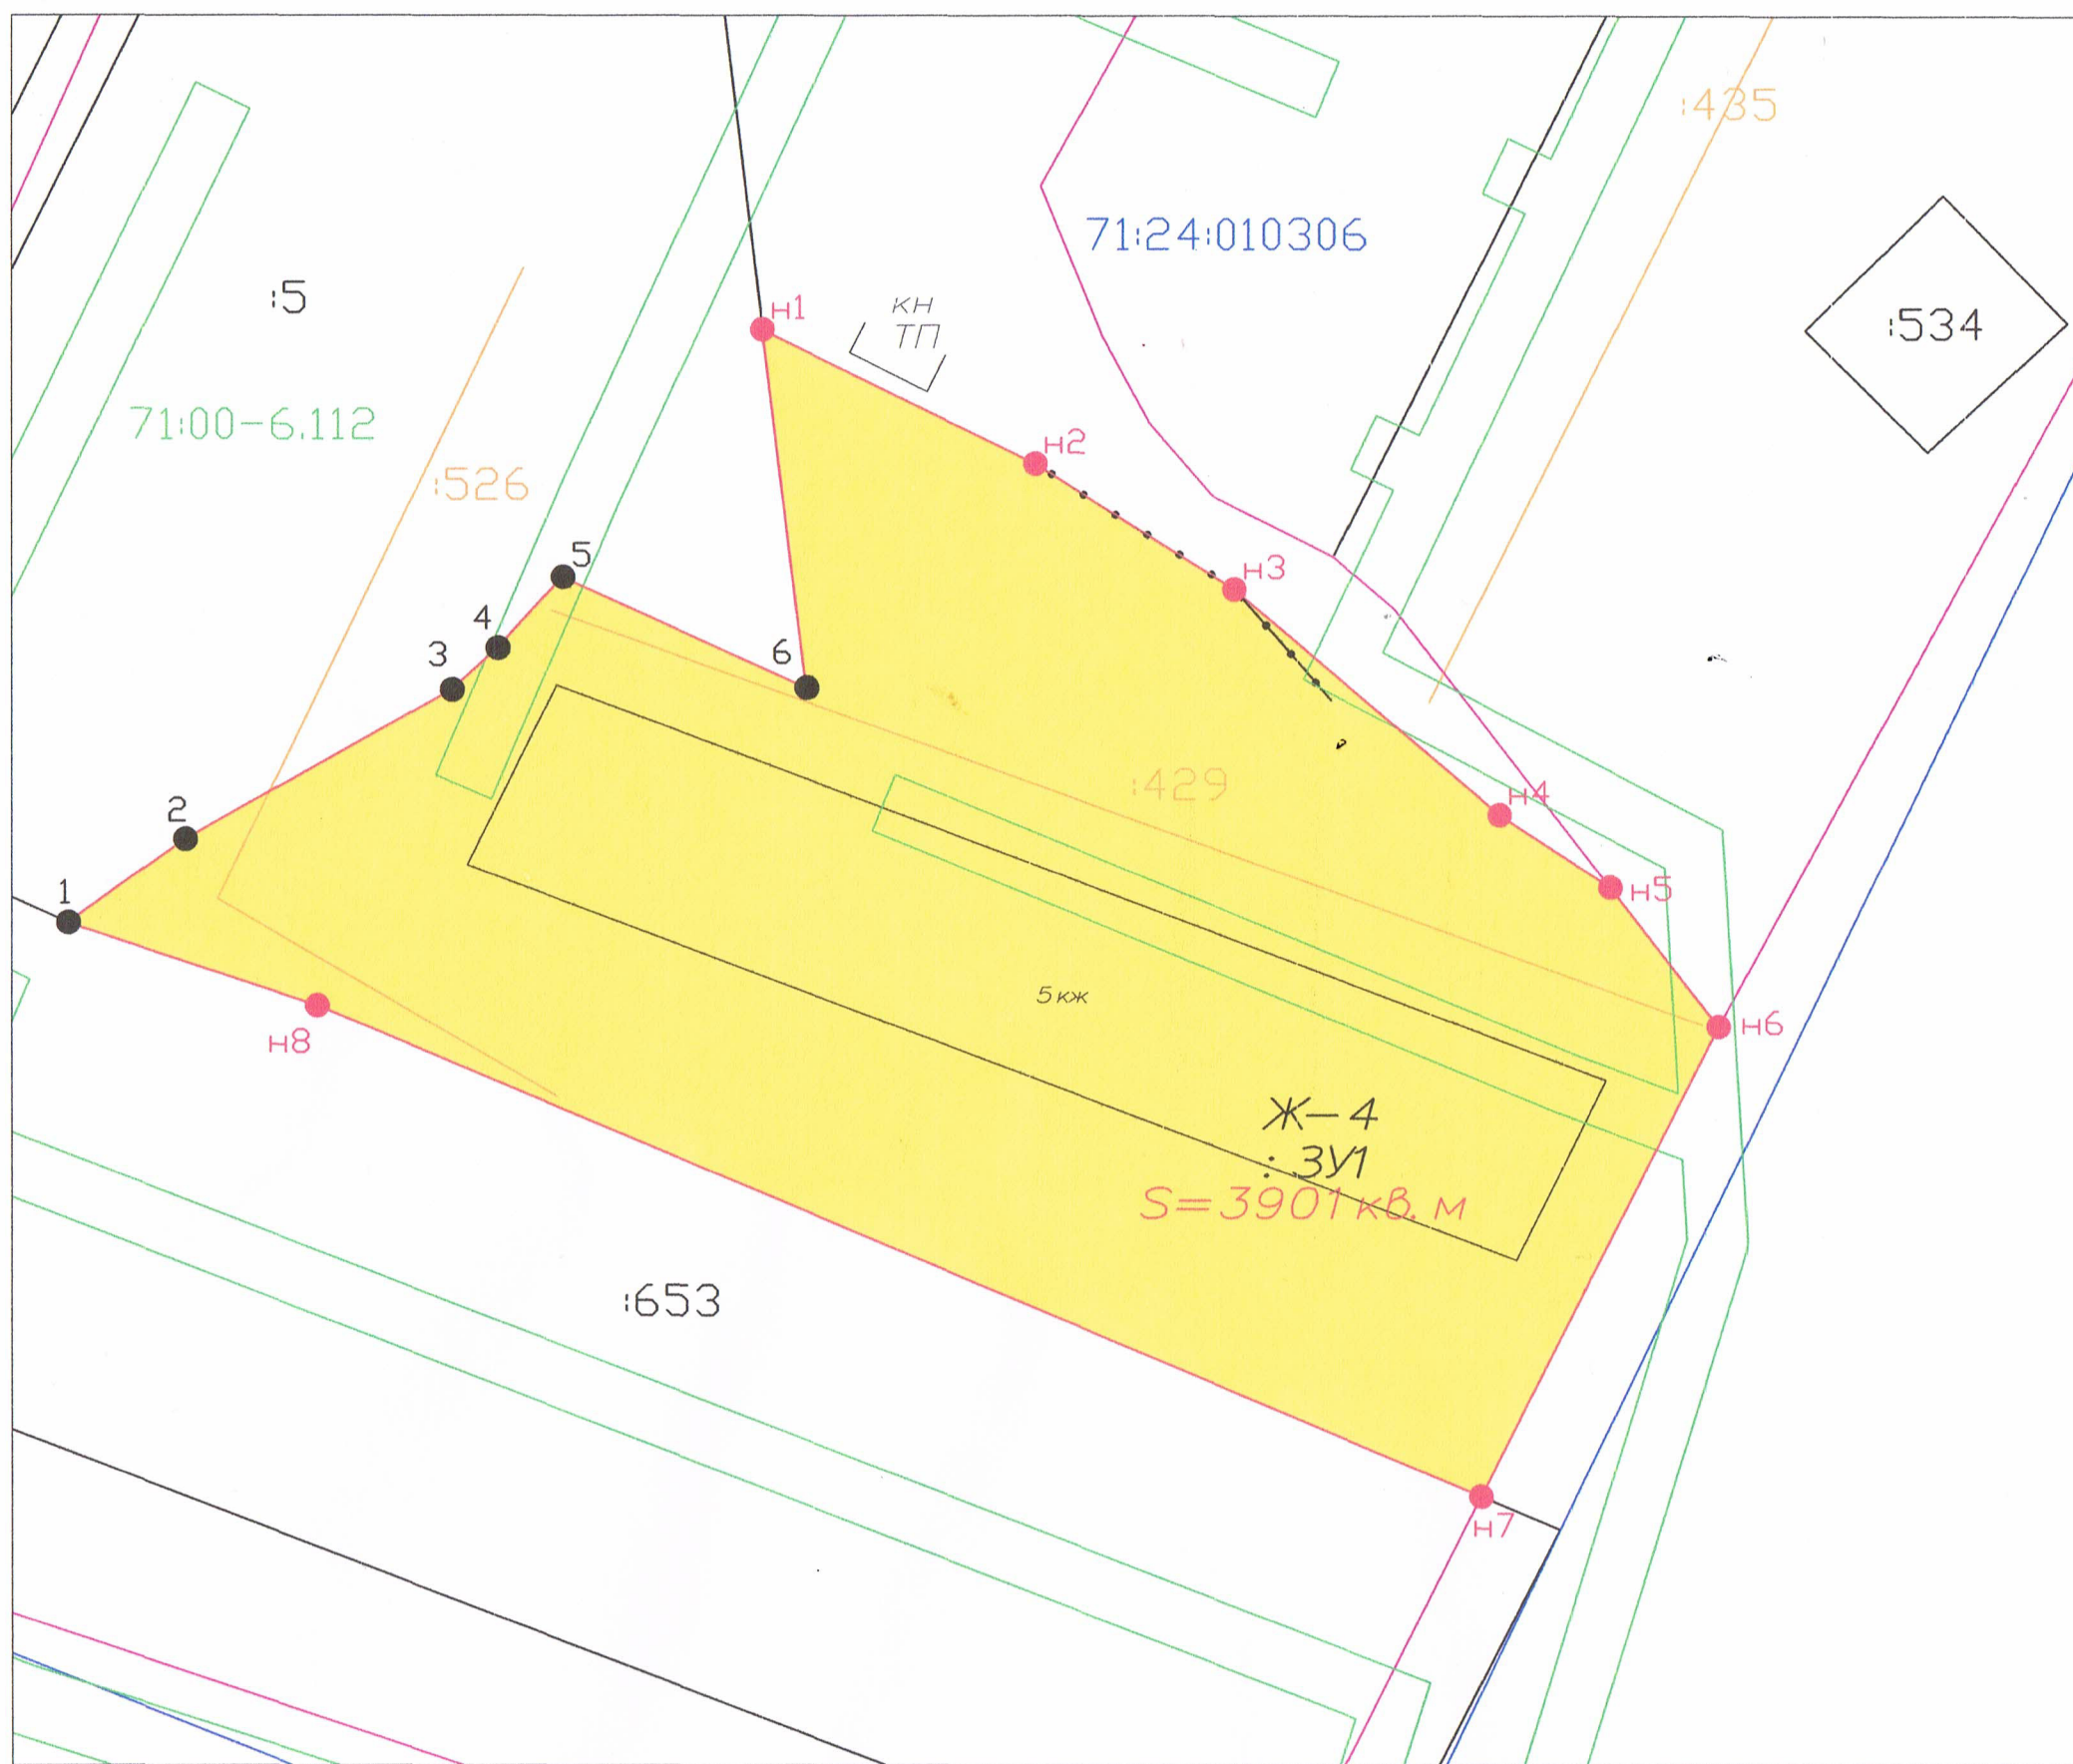 :435
71:24:010306
:5
кн
ТП
н1
:534
71:00-6.112
н2
:526
5
н3
4
3
6
:429
н4
2
1
н5
5кж
н6
н8
Ж-4
:ЗУ1
S=3901кв.м
:653
н7